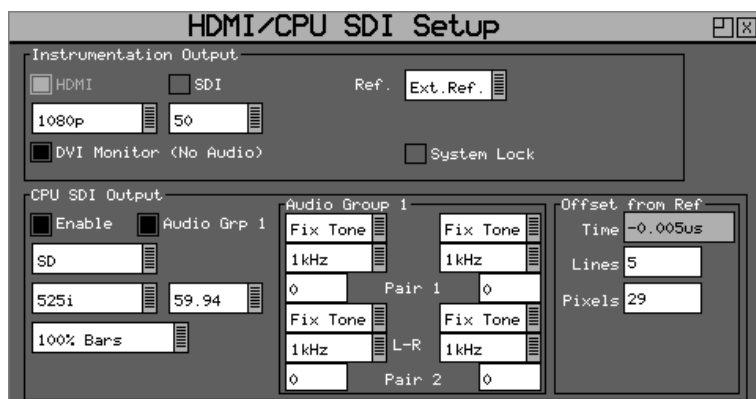 HDMI/CPU SDI Setup
Instrumentation Output
HDMI SDI Ref. Ext.Ref.
1080p 50
DVI Monitor (No Audio) System Lock
CPU SDI Output
Enable Audio Grp 1
SD
525i 59.94
100% Bars
Audio Group 1
Fix Tone Fix Tone
1kHz 1kHz
0 Pair 1 0
Fix Tone Fix Tone
1kHz L-R 1kHz
0 Pair 2 0
Offset from Ref
Time -0.005us
Lines 5
Pixels 29